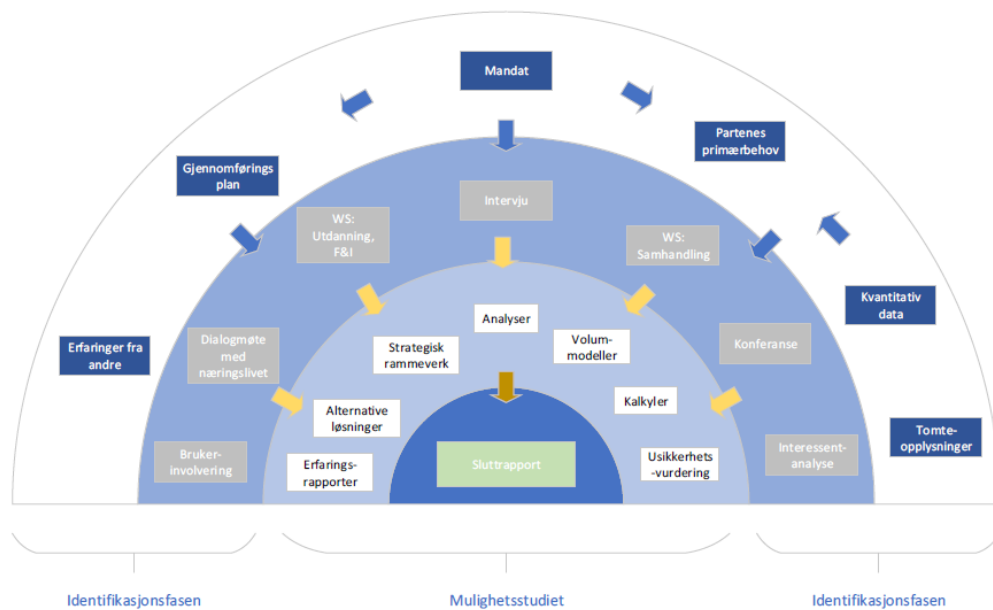 Mandat
Partenes
primærbehov
Gjennomførings
plan
Intervju
WS:
Utdanning,
F&I
WS:
Samhandling
Kvantitativ
data
Erfaringer fra
andre
Dialogmøte
med
næringslivet
Analyser
Strategisk
rammeverk
Volum-
modeller
Konferanse
Alternative
løsninger
Kalkyler
Tomte-
opplysninger
Bruker-
involvering
Erfarings-
rapporter
Sluttrapport
Usikkerhets
-vurdering
Interessent-
analyse
Identifikasjonsfasen
Mulighetsstudiet
Identifikasjonsfasen